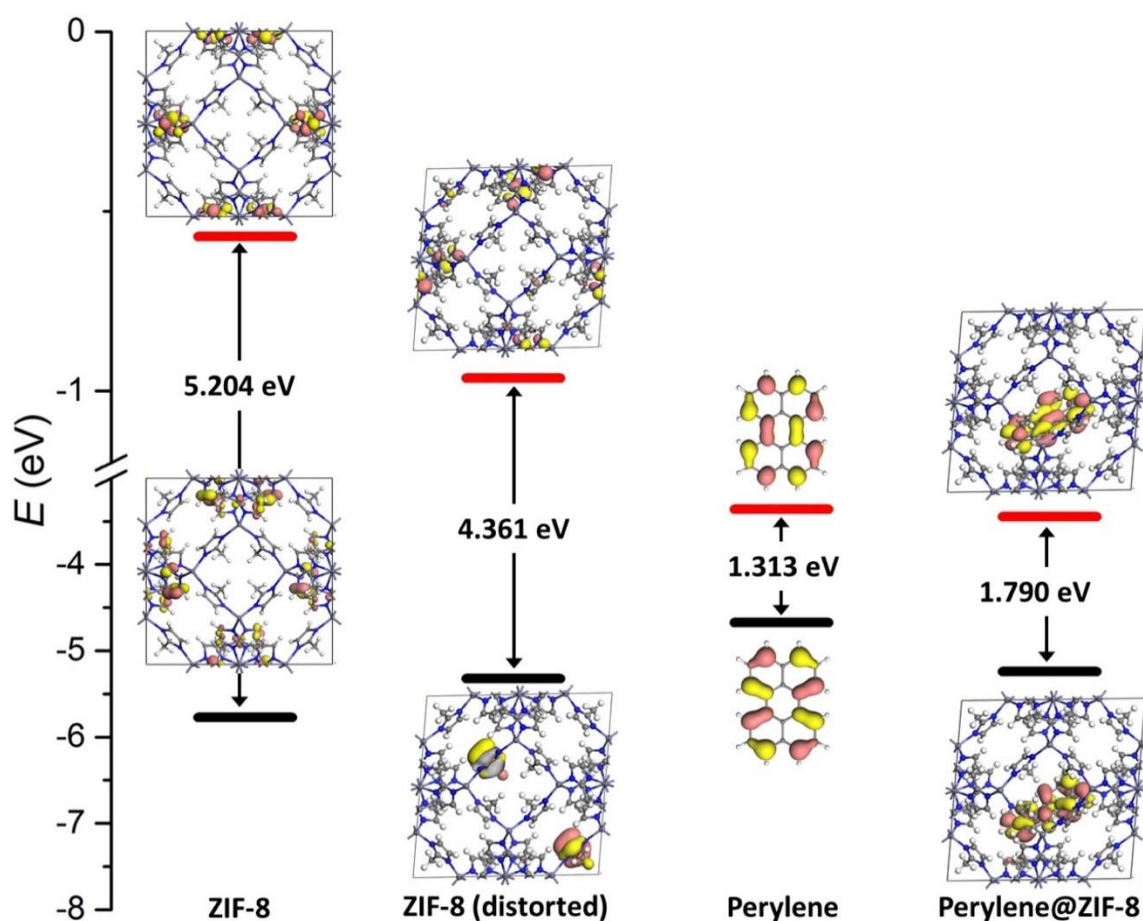 0
-1
-4
-5
-6
-7
-8
E (eV)
5.204 eV
4.361 eV
1.313 eV
1.790 eV
ZIF-8
ZIF-8 (distorted)
Perylene
Perylene@ZIF-8